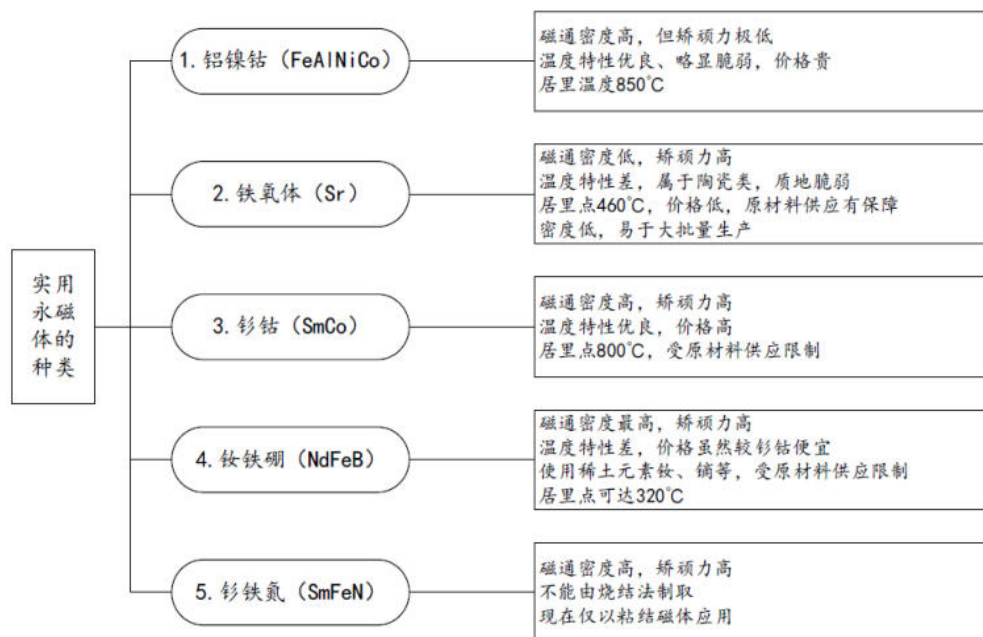 实用
永磁
体的
种类
1. 铝镍钴（FeAlNiCo）
磁通密度高，但矫顽力极低
温度特性优良、略显脆弱，价格贵
居里温度850℃
2. 铁氧体（Sr）
磁通密度低，矫顽力高
温度特性差，属于陶瓷类，质地脆弱
居里点460℃，价格低，原材料供应有保障
密度低，易于大批量生产
3. 钐钴（SmCo）
磁通密度高，矫顽力高
温度特性优良，价格高
居里点800℃，受原材料供应限制
4. 钕铁硼（NdFeB）
磁通密度最高，矫顽力高
温度特性差，价格虽然较钐钴便宜
使用稀土元素钕、镝等，受原材料供应限制
居里点可达320℃
5. 钐铁氮（SmFeN）
磁通密度高，矫顽力高
不能由烧结法制取
现在仅以粘结磁体应用